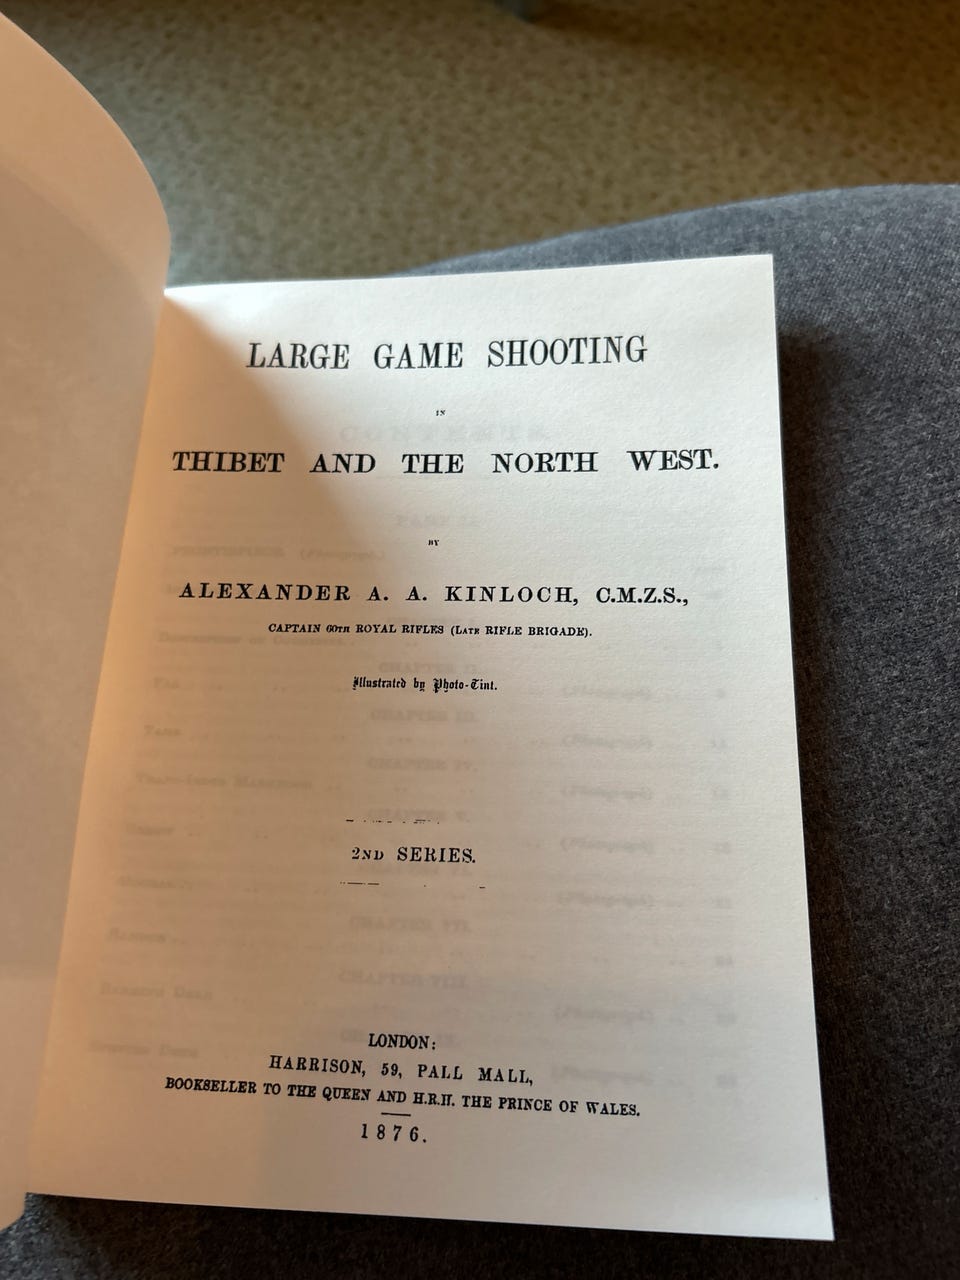 LARGE GAME SHOOTING
IN
THIBET AND THE NORTH WEST.
BY
ALEXANDER A. A. KINLOCH, C.M.Z.S.,
CAPTAIN 60TH ROYAL RIFLES (LATE RIFLE BRIGADE).
Illustrated by Photo-Tint.
2ND SERIES.
LONDON:
HARRISON, 59, PALL MALL,
BOOKSELLER TO THE QUEEN AND H.R.H. THE PRINCE OF WALES.
1876.